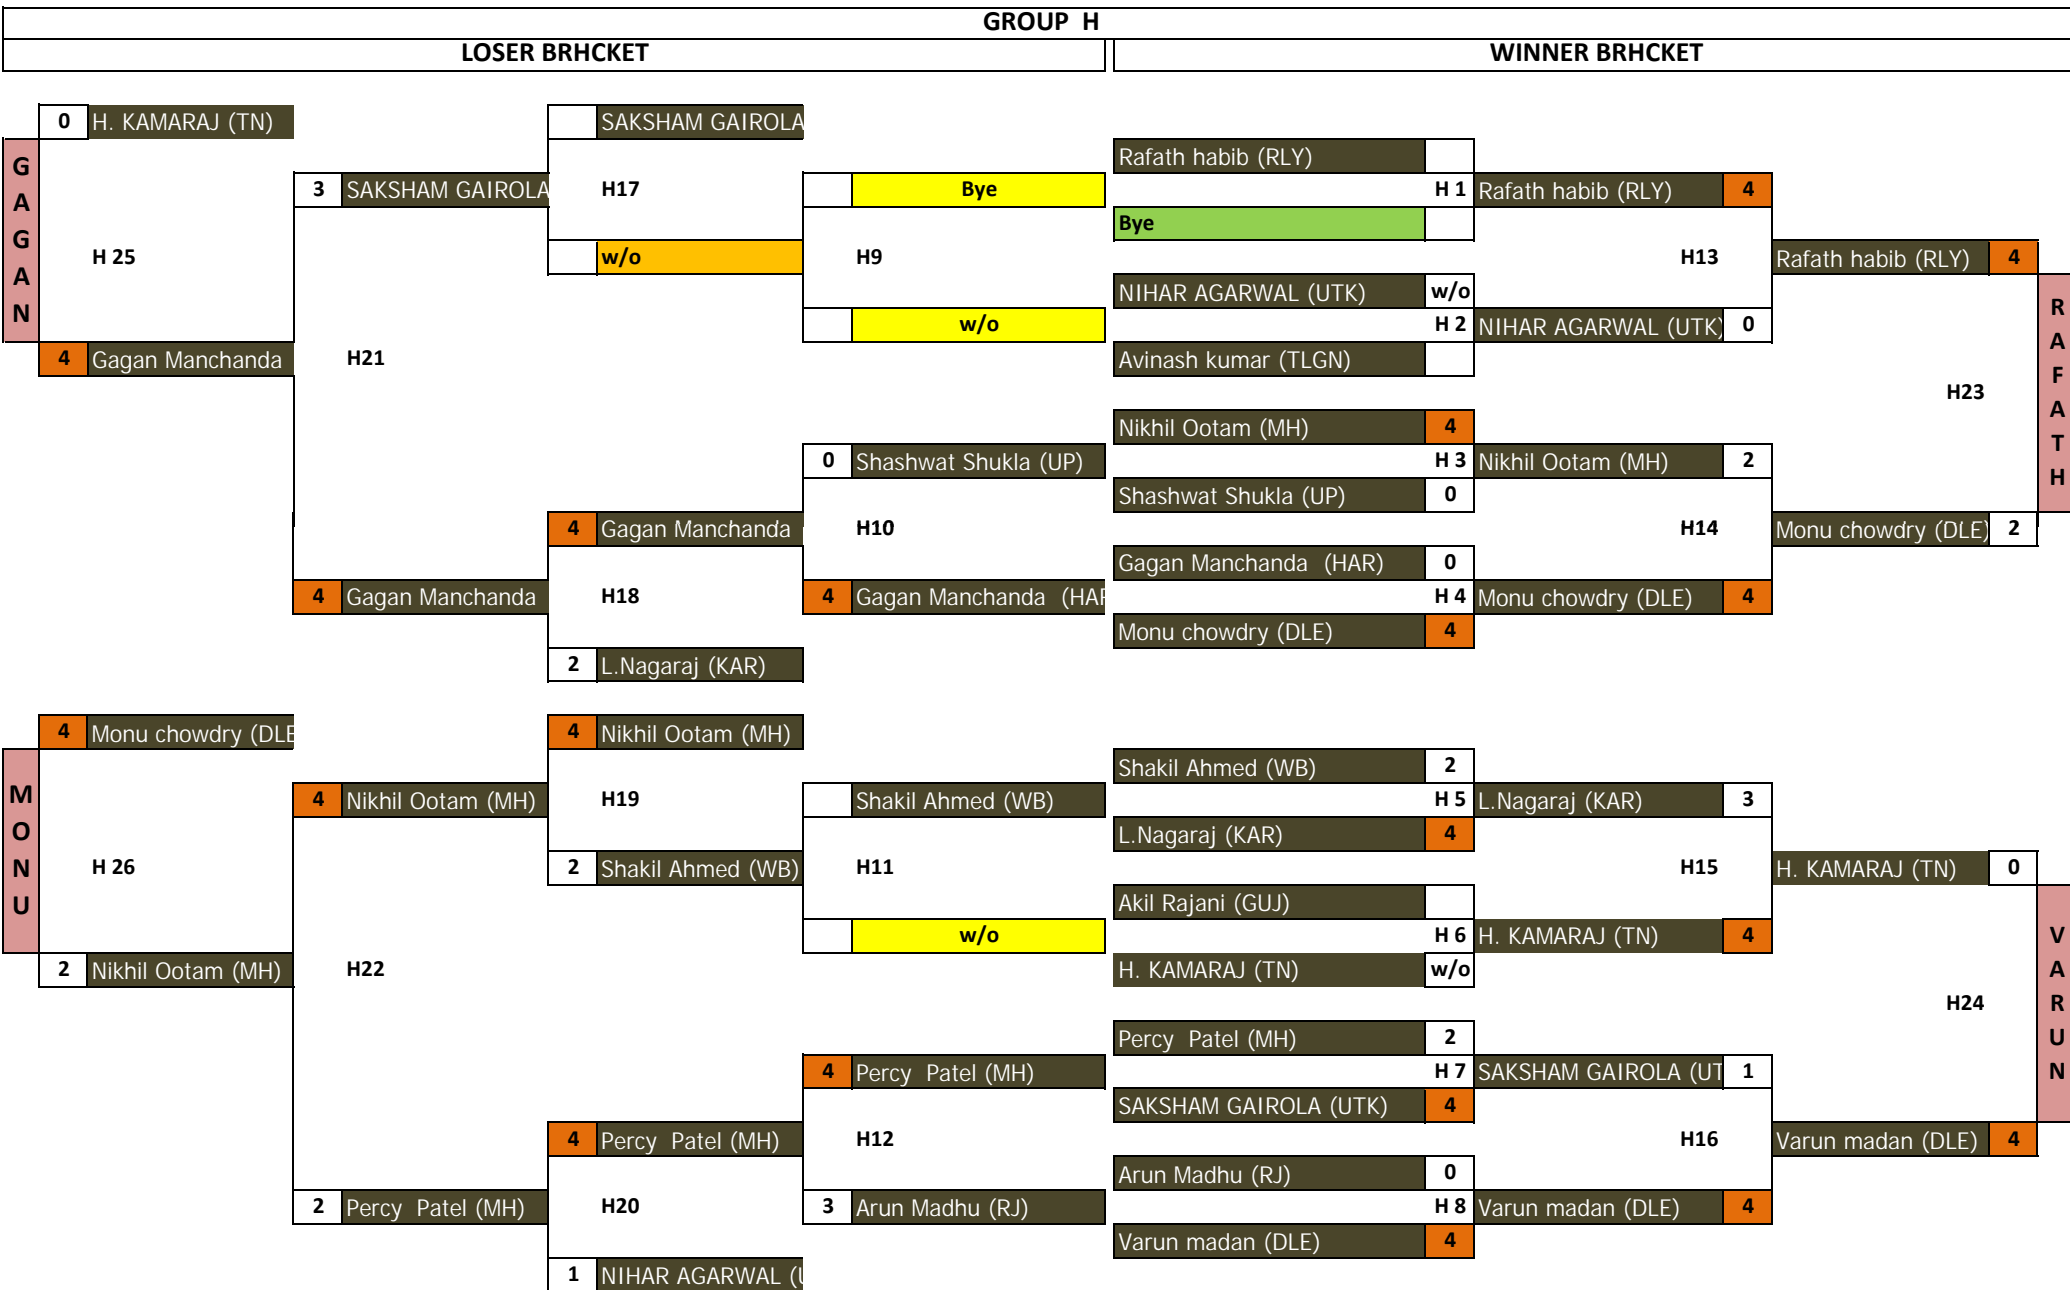 GROUP H
LOSER BRHCKET
WINNER BRHCKET
0 H. KAMARAJ (TN)
SAKSHAM GAIROLA
GAGAN
3 SAKSHAM GAIROLA
H17
Bye
H 25
w/o
H9
w/o
4 Gagan Manchanda
H21
0 Shashwat Shukla (UP)
4 Gagan Manchanda
H10
4 Gagan Manchanda
H18
4 Gagan Manchanda (HAR
2 L.Nagaraj (KAR)
4 Monu chowdry (DLE
4 Nikhil Ootam (MH)
MONU
4 Nikhil Ootam (MH)
H19
Shakil Ahmed (WB)
H 26
2 Shakil Ahmed (WB)
H11
w/o
2 Nikhil Ootam (MH)
H22
4 Percy Patel (MH)
4 Percy Patel (MH)
H12
2 Percy Patel (MH)
H20
3 Arun Madhu (RJ)
1 NIHAR AGARWAL (U
Rafath habib (RLY)
H 1 Rafath habib (RLY) 4
Bye
H13 Rafath habib (RLY) 4
NIHAR AGARWAL (UTK) w/o
H 2 NIHAR AGARWAL (UTK) 0
Avinash kumar (TLGN)
H23
RAFATH
Nikhil Ootam (MH) 4
H 3 Nikhil Ootam (MH) 2
Shashwat Shukla (UP) 0
H14 Monu chowdry (DLE) 2
Gagan Manchanda (HAR) 0
H 4 Monu chowdry (DLE) 4
Monu chowdry (DLE) 4
Shakil Ahmed (WB) 2
H 5 L.Nagaraj (KAR) 3
L.Nagaraj (KAR) 4
H15 H. KAMARAJ (TN) 0
Akil Rajani (GUJ)
H 6 H. KAMARAJ (TN) 4
H. KAMARAJ (TN) w/o
H24
VARUN
Percy Patel (MH) 2
H 7 SAKSHAM GAIROLA (UT 1
SAKSHAM GAIROLA (UTK) 4
H16 Varun madan (DLE) 4
Arun Madhu (RJ) 0
H 8 Varun madan (DLE) 4
Varun madan (DLE) 4